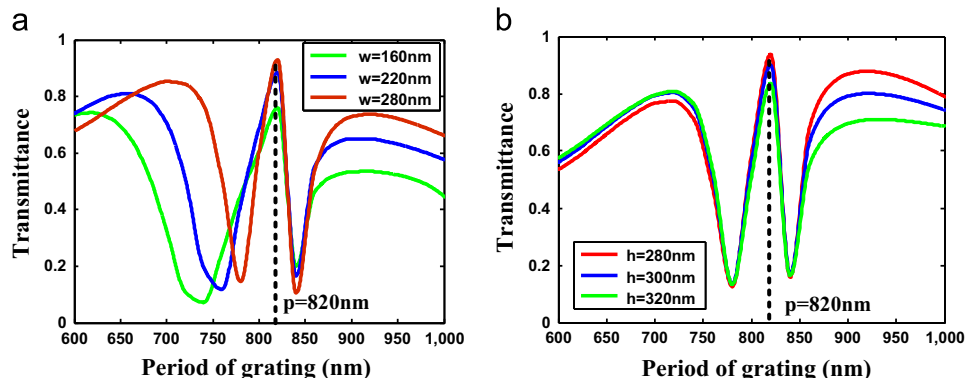 a
Transmittance
1
0.8
0.6
0.4
0.2
0
w=160nm
w=220nm
w=280nm
p=820nm
600 650 700 750 800 850 900 950 1,000
Period of grating (nm)
b
Transmittance
1
0.8
0.6
0.4
0.2
0
h=280nm
h=300nm
h=320nm
p=820nm
600 650 700 750 800 850 900 950 1,000
Period of grating (nm)